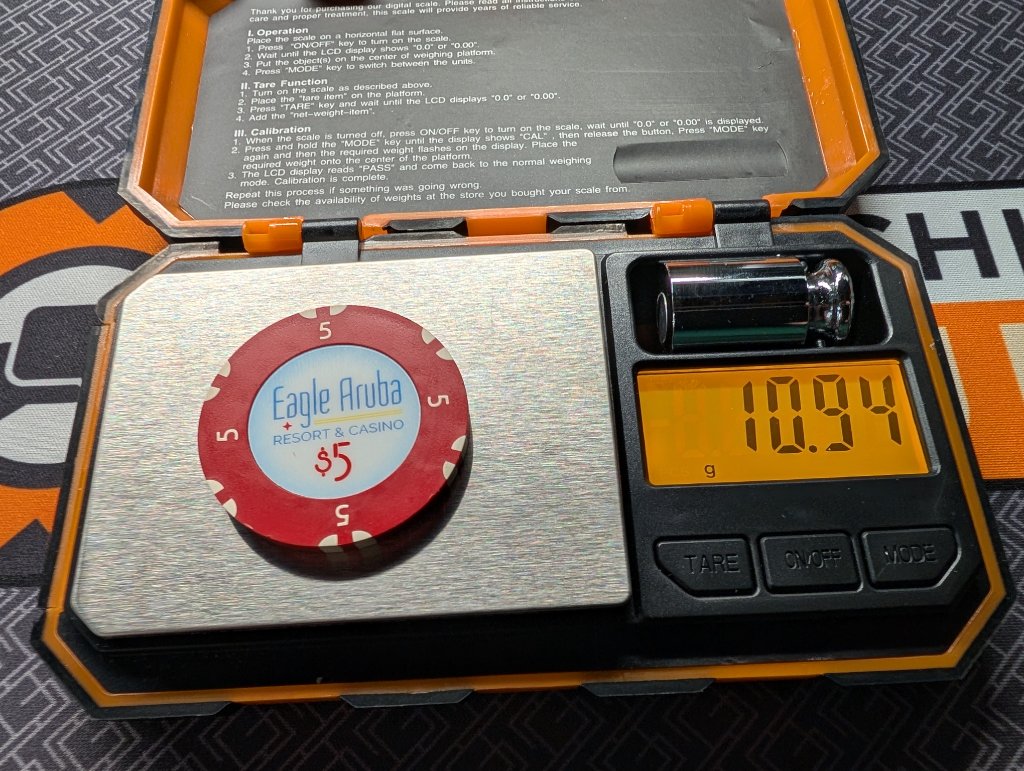 Thank you for purchasing our digital scale. Please read all
care and proper treatment, this scale will provide years of reliable service.
I. Operation
Place the scale on a horizontal flat surface.
1. Press "ON/OFF" key to turn on the scale.
2. Wait until the LCD display shows "0.0" or "0.00".
3. Put the object(s) on the center of weighing platform.
4. Press "MODE" key to switch between the units.
II. Tare Function
1. Turn on the scale as described above.
2. Place the "tare item" on the platform.
3. Press "TARE" key and wait until the LCD displays "0.0" or "0.00".
4. Add the "net-weight-item".
III. Calibration
1. When the scale is turned off, press ON/OFF key to turn on the scale, wait until "0.0" or "0.00" is displayed.
2. Press and hold the "MODE" key until the display shows "CAL" , then release the button. Press "MODE" key
again and then the required weight flashes on the display. Place the
required weight onto the center of the platform.
3. The LCD display reads "PASS" and come back to the normal weighing
mode. Calibration is complete.
Repeat this process if something was going wrong.
Please check the availability of weights at the store you bought your scale from.
5
5
5
5
Eagle Aruba
RESORT & CASINO
$5
10.94
g
TARE
ON/OFF
MODE